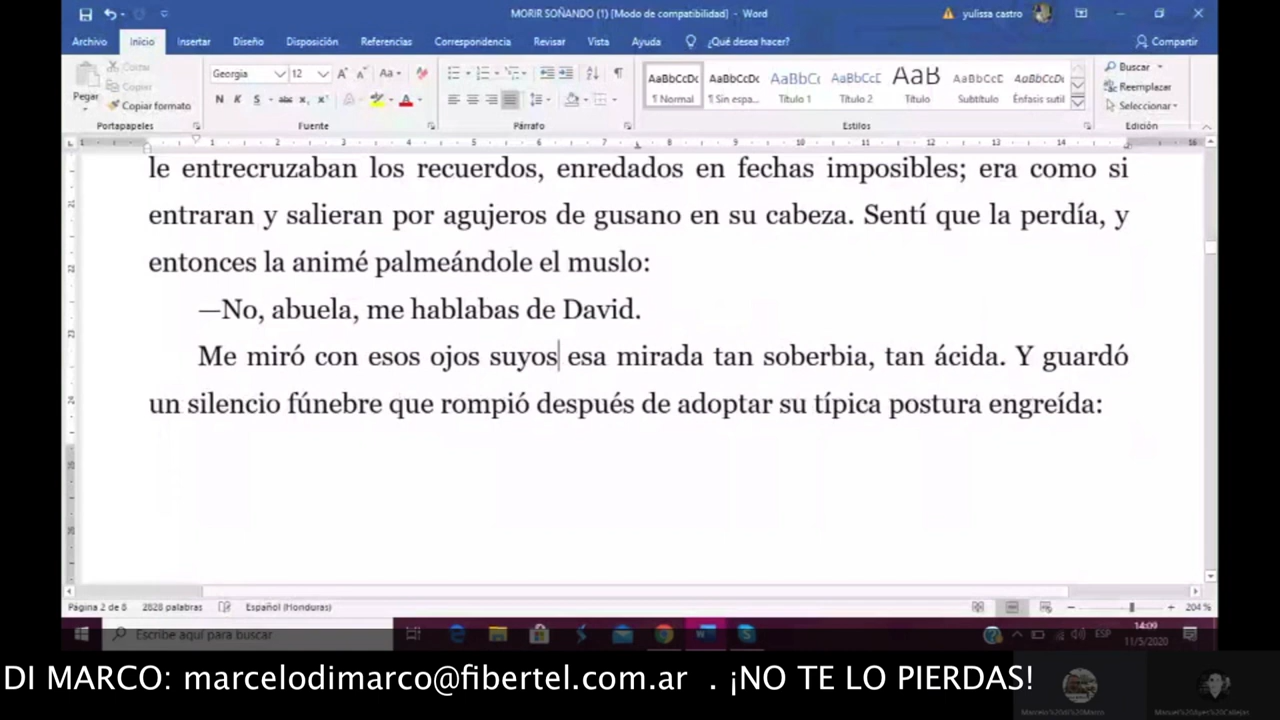 MORIR SOÑANDO (1) [Modo de compatibilidad] - Word
yulissa castro
Archivo Inicio Insertar Diseño Disposición Referencias Correspondencia Revisar Vista Ayuda ¿Qué desea hacer? Compartir
Pegar
Cortar
Copiar
Copiar formato
Portapapeles
Georgia 12
N K S abc x, x'
Fuente
Párrafo
AaBbCcDc AaBbCcDc AaBbC( AaBbCcD AaB AaBbCcD AaBbCcDc
¶ Normal ¶ Sin espa... Título 1 Título 2 Título Subtítulo Énfasis sutil
Estilos
Buscar
Reemplazar
Seleccionar
Edición
le entrecruzaban los recuerdos, enredados en fechas imposibles; era como si
entraran y salieran por agujeros de gusano en su cabeza. Sentí que la perdía, y
entonces la animé palmeándole el muslo:
—No, abuela, me hablabas de David.
Me miró con esos ojos suyos esa mirada tan soberbia, tan ácida. Y guardó
un silencio fúnebre que rompió después de adoptar su típica postura engreída:
Página 2 de 8 2828 palabras Español (Honduras) 204 %
Escribe aquí para buscar
ESP
14:09
11/5/2020
DI MARCO: marcelodimarco@fibertel.com.ar . ¡NO TE LO PIERDAS!